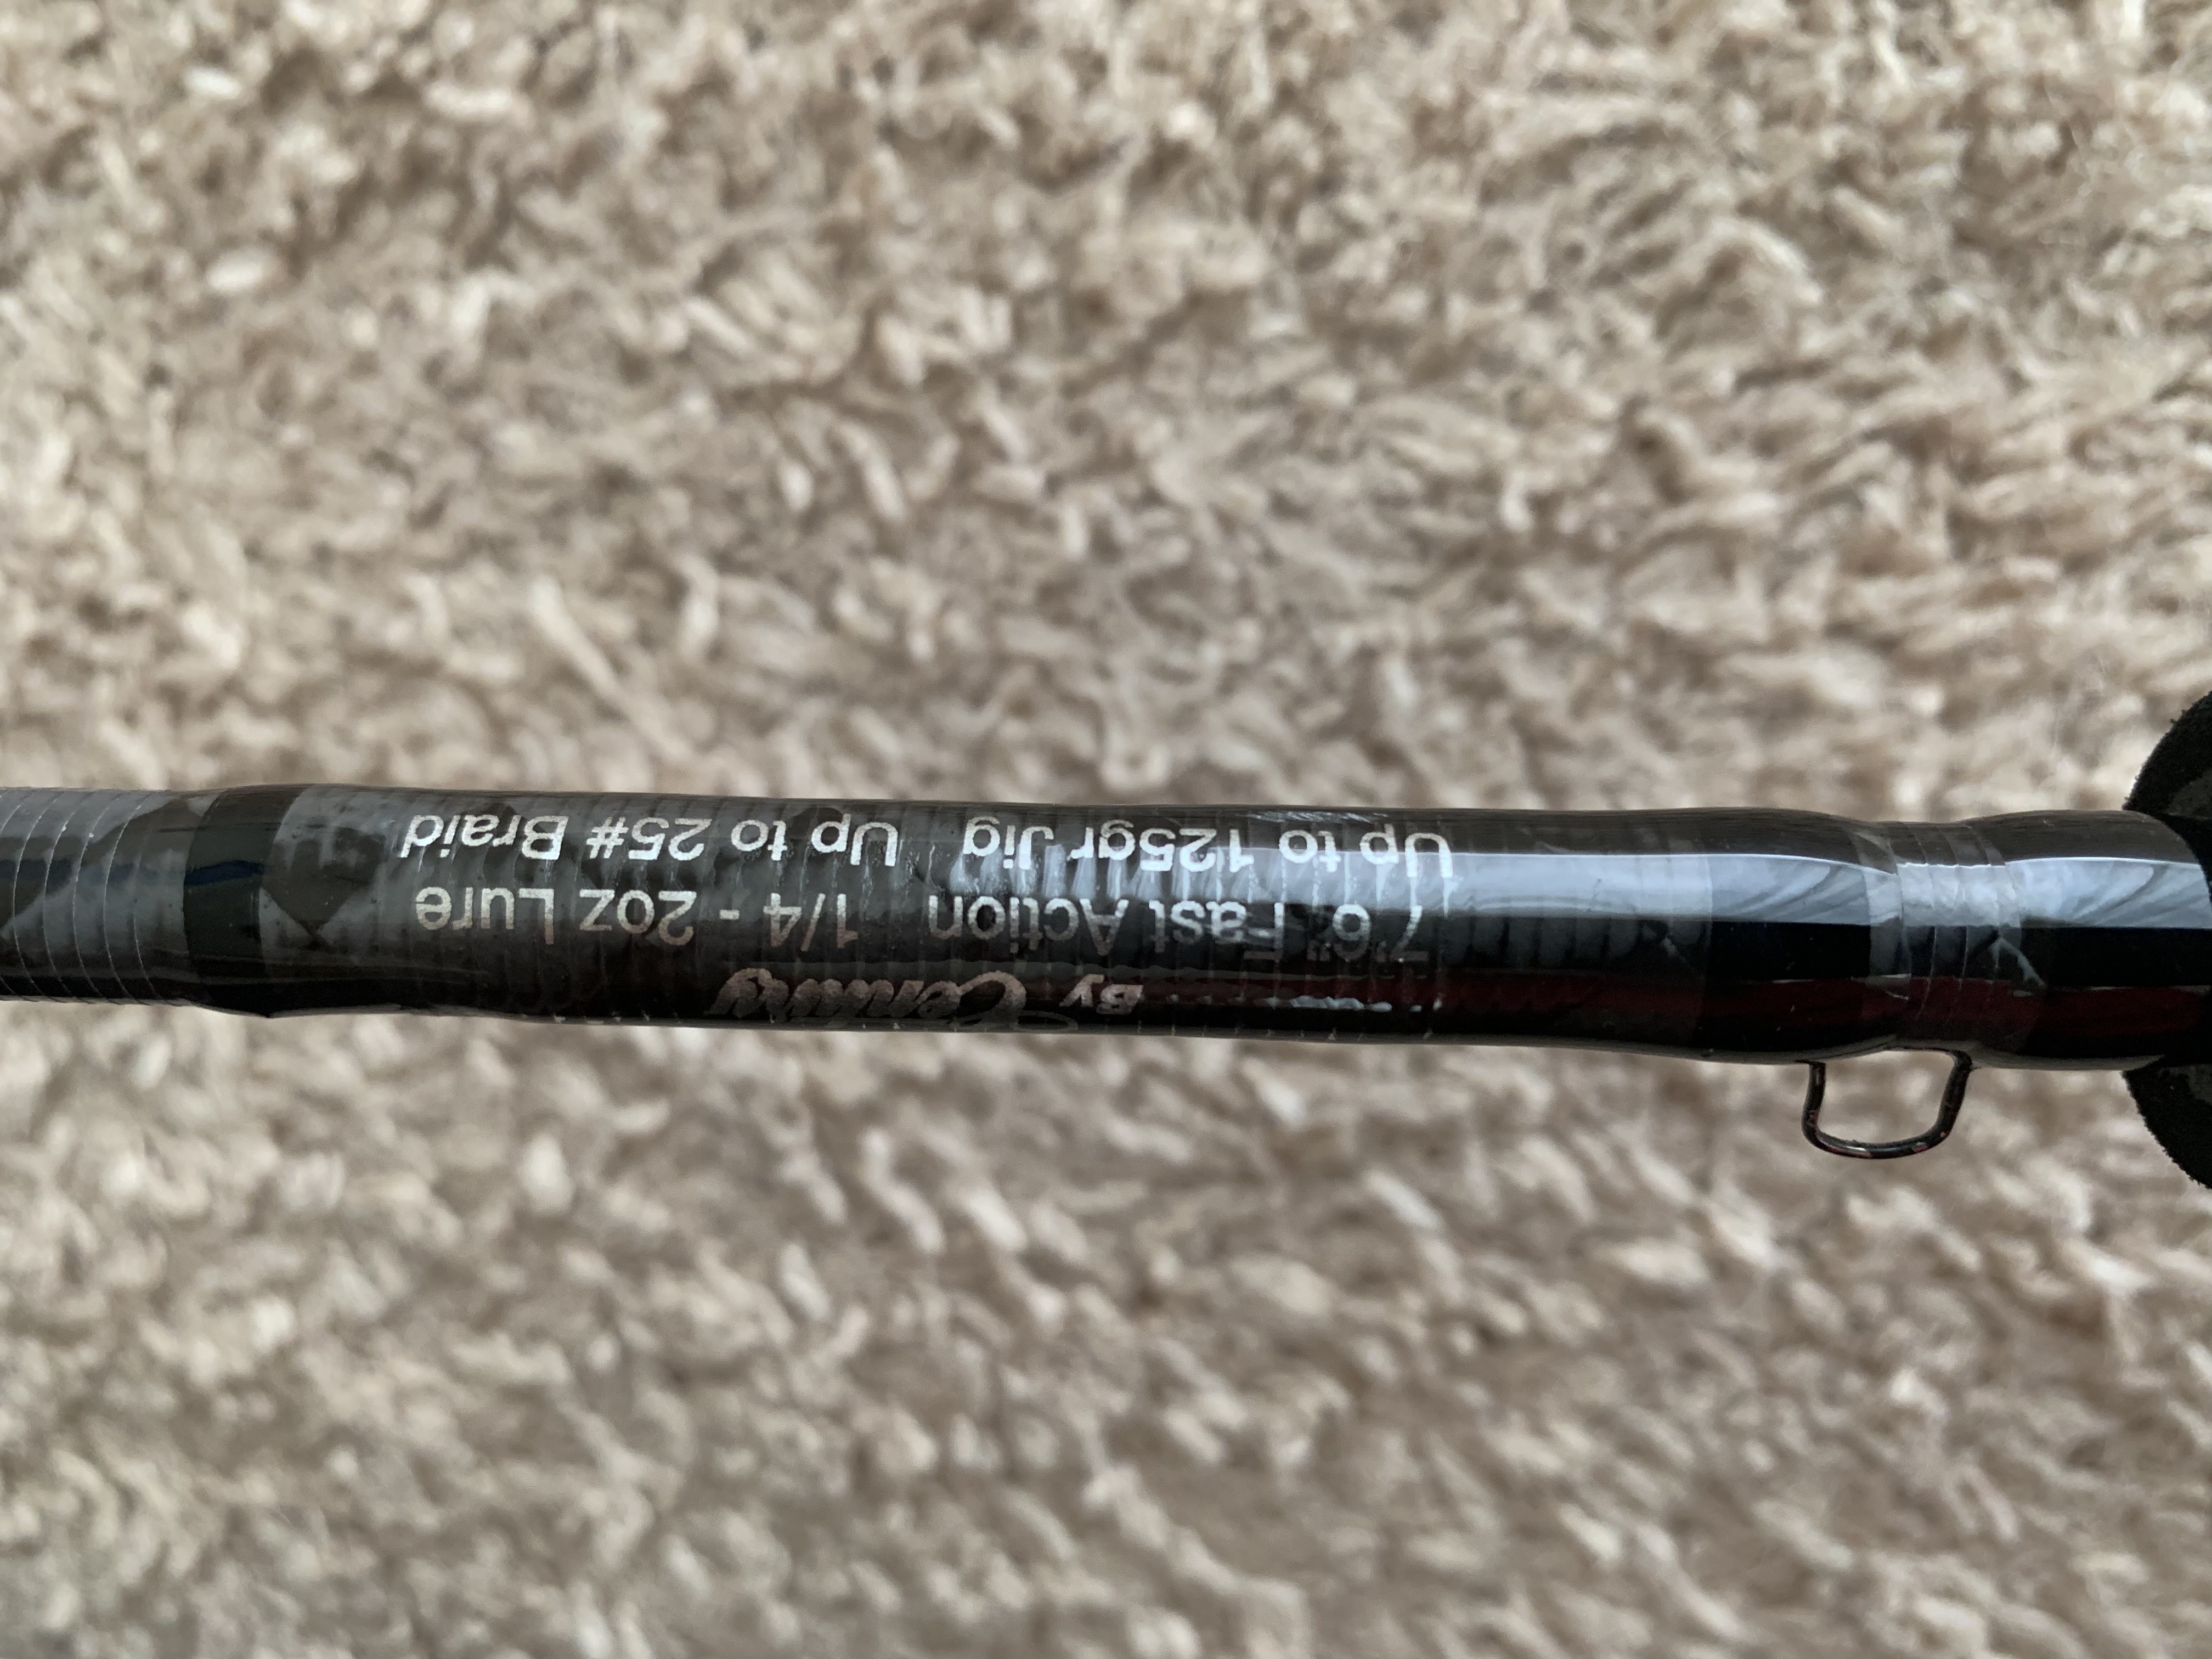 By Century
7'6" Fast Action 1/4 - 2oz Lure
Up to 125gr Jig Up to 25# Braid